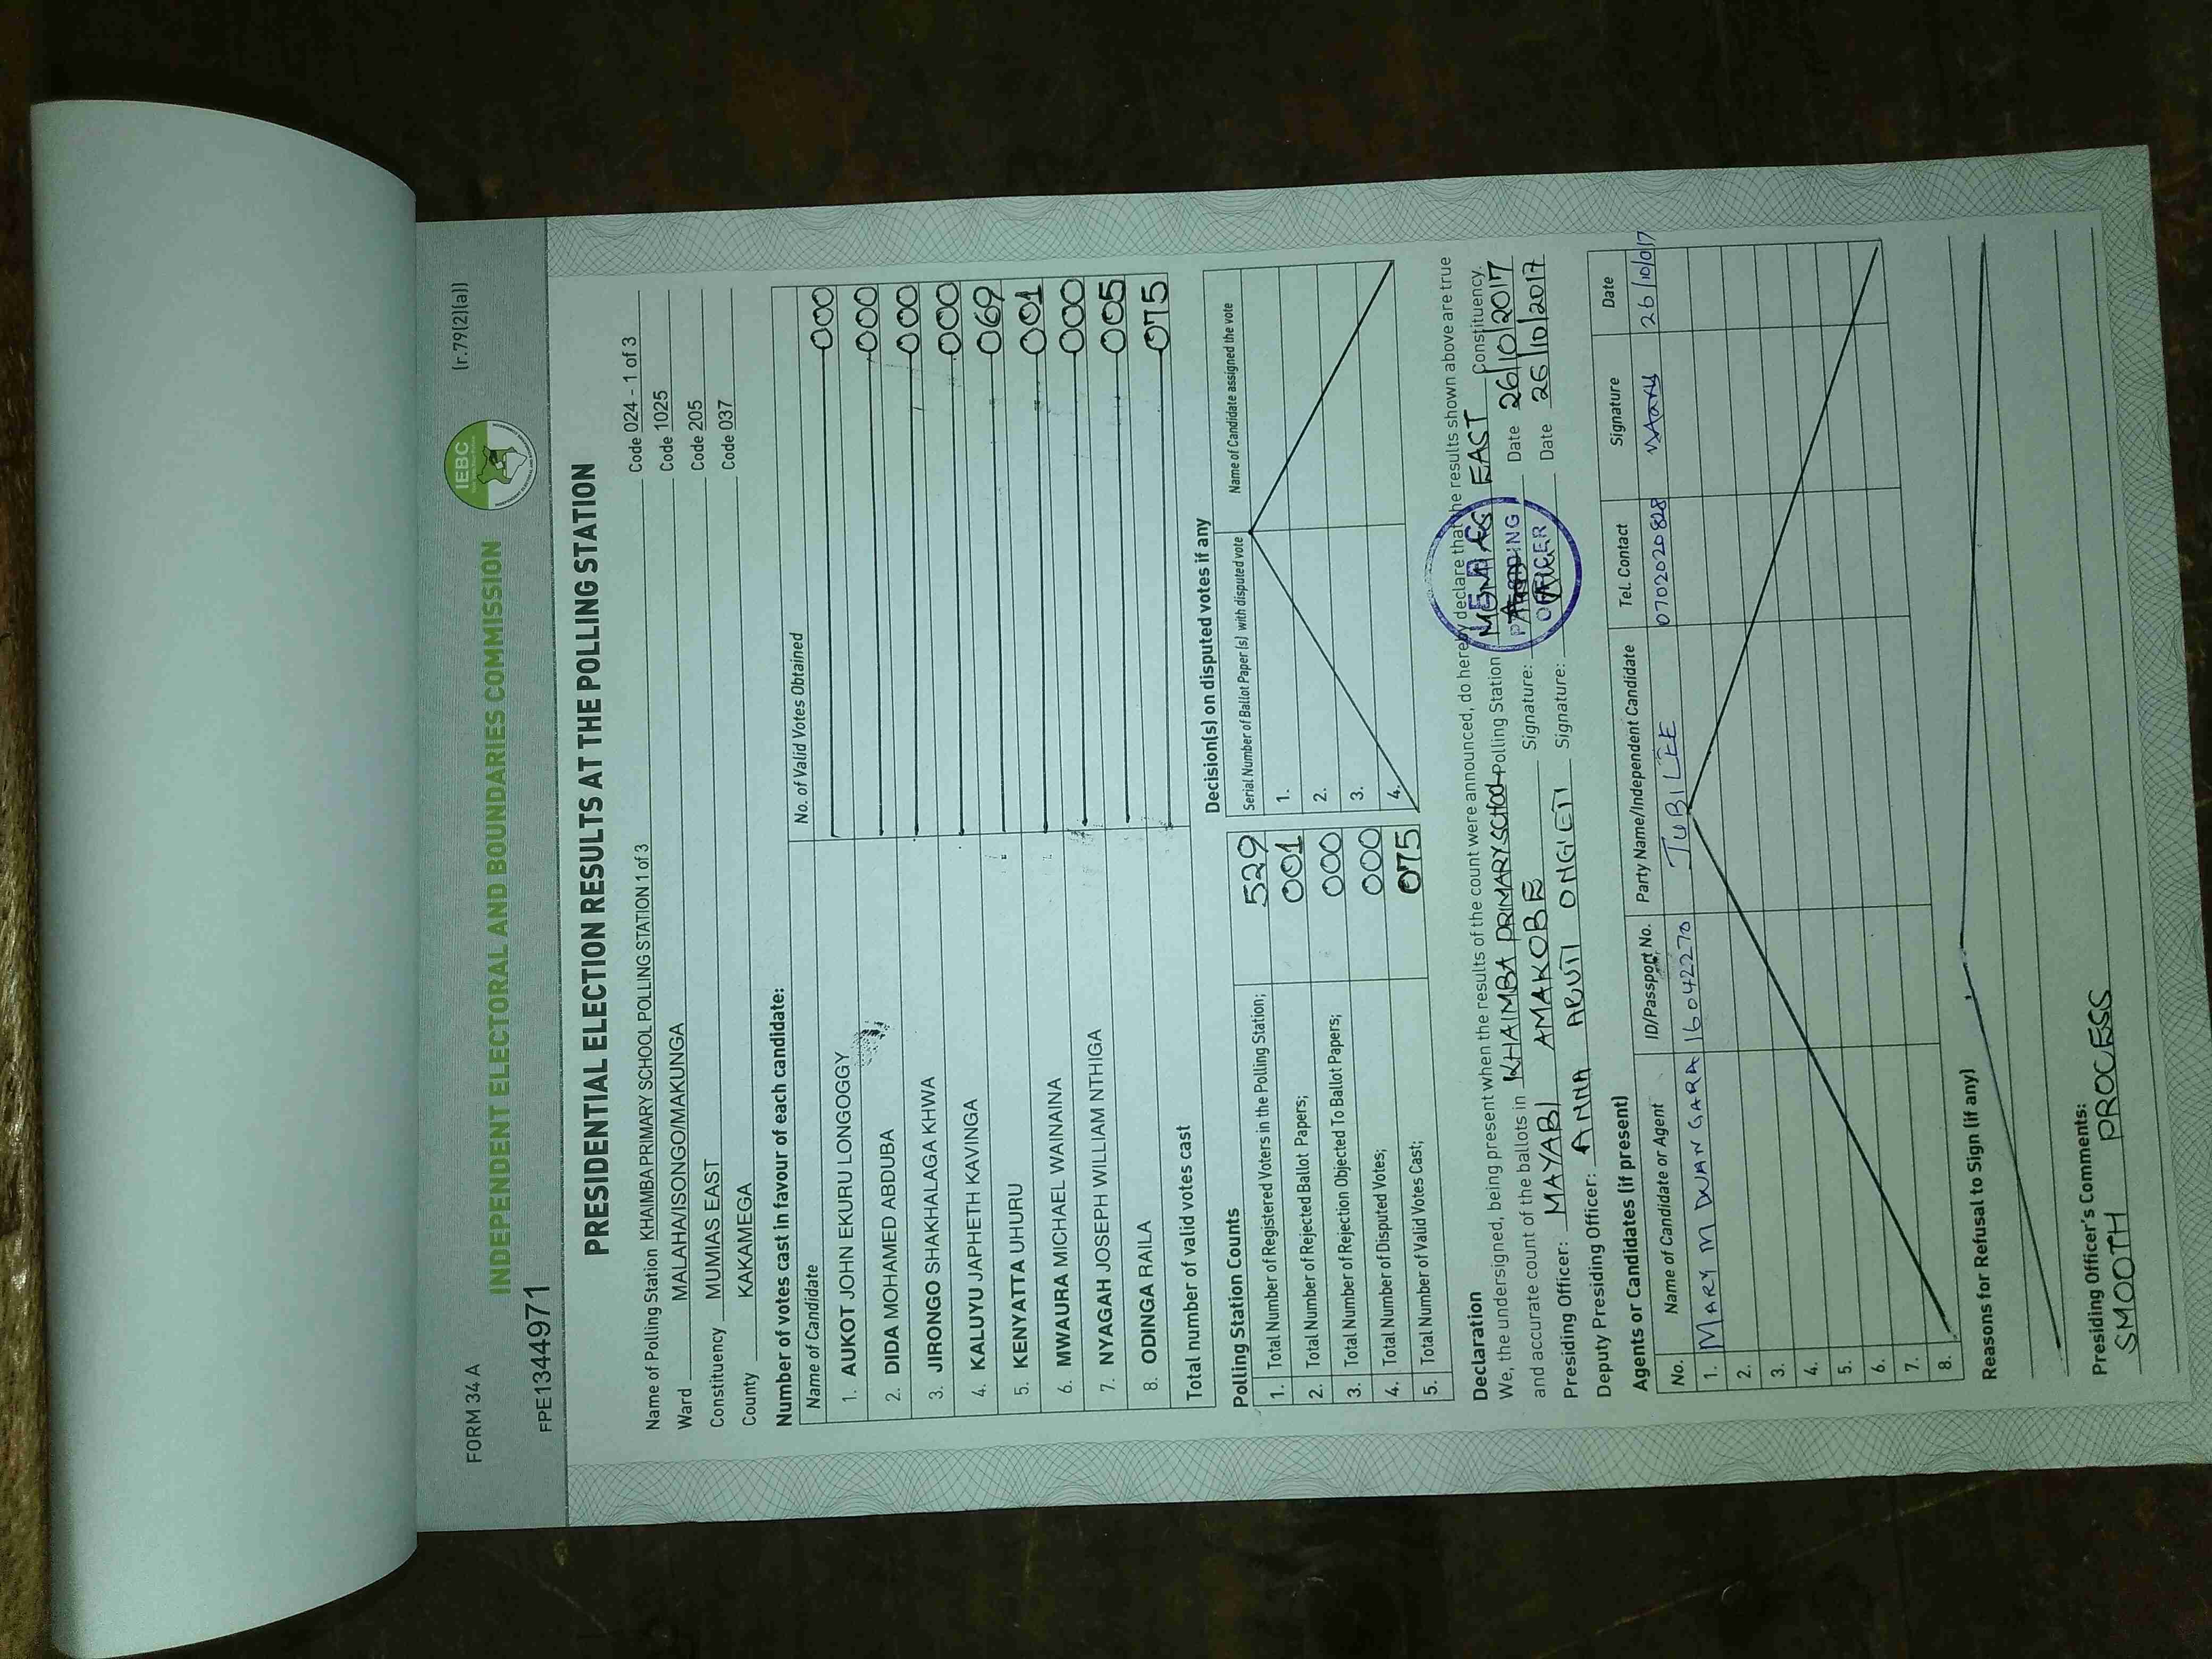 FORM 34 A
(r.79(2)(a))
INDEPENDENT ELECTORAL AND BOUNDARIES COMMISSION
IEBC
FPE1344971
PRESIDENTIAL ELECTION RESULTS AT THE POLLING STATION
Name of Polling Station KHAIMBA PRIMARY SCHOOL POLLING STATION 1 of 3 Code 024 - 1 of 3
Ward MALAHA/ISONGO/MAKUNGA Code 1025
Constituency MUMIAS EAST Code 205
County KAKAMEGA Code 037
Number of votes cast in favour of each candidate:
Name of Candidate No. of Valid Votes Obtained
1. AUKOT JOHN EKURU LONGOGGY 000
2. DIDA MOHAMED ABDUBA 000
3. JIRONGO SHAKHALAGA KHWA 000
4. KALUYU JAPHETH KAVINGA 000
5. KENYATTA UHURU 069
6. MWAURA MICHAEL WAINAINA 001
7. NYAGAH JOSEPH WILLIAM NTHIGA 000
8. ODINGA RAILA 005
Total number of valid votes cast 075
Polling Station Counts
1. Total Number of Registered Voters in the Polling Station; 529
2. Total Number of Rejected Ballot Papers; 001
3. Total Number of Rejection Objected To Ballot Papers; 000
4. Total Number of Disputed Votes; 000
5. Total Number of Valid Votes Cast; 075
Decision(s) on disputed votes if any
Serial Number of Ballot Paper (s) with disputed vote Name of Candidate assigned the vote
1.
2.
3.
4.
Declaration
We, the undersigned, being present when the results of the count were announced, do hereby declare that the results shown above are true
and accurate count of the ballots in KHAIMBA PRIMARY SCHOOL Polling Station MUMIAS EAST Constituency.
Presiding Officer: MAYABI AMAKOBE Signature: Date 26/10/2017
Deputy Presiding Officer: ANNA ARUTI ONG'ETI Signature: Date 26/10/2017
OFFICER
Agents or Candidates (if present)
No. Name of Candidate or Agent ID/Passport No. Party Name/Independent Candidate Tel. Contact Signature Date
1. MARY M DWANGARA 16042270 JUBILEE 0702020828 Mary 26/10/017
2.
3.
4.
5.
6.
7.
8.
Reasons for Refusal to Sign (if any)
Presiding Officer's Comments:
SMOOTH PROCESS